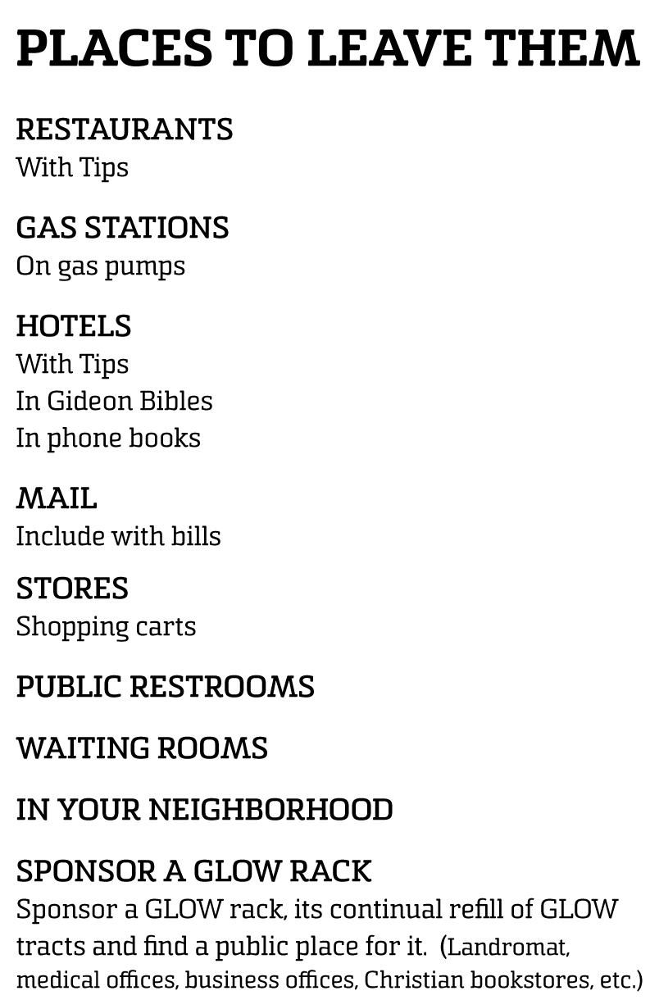 PLACES TO LEAVE THEM
RESTAURANTS
With Tips
GAS STATIONS
On gas pumps
HOTELS
With Tips
In Gideon Bibles
In phone books
MAIL
Include with bills
STORES
Shopping carts
PUBLIC RESTROOMS
WAITING ROOMS
IN YOUR NEIGHBORHOOD
SPONSOR A GLOW RACK
Sponsor a GLOW rack, its continual refill of GLOW
tracts and find a public place for it. (Landromat,
medical offices, business offices, Christian bookstores, etc.)